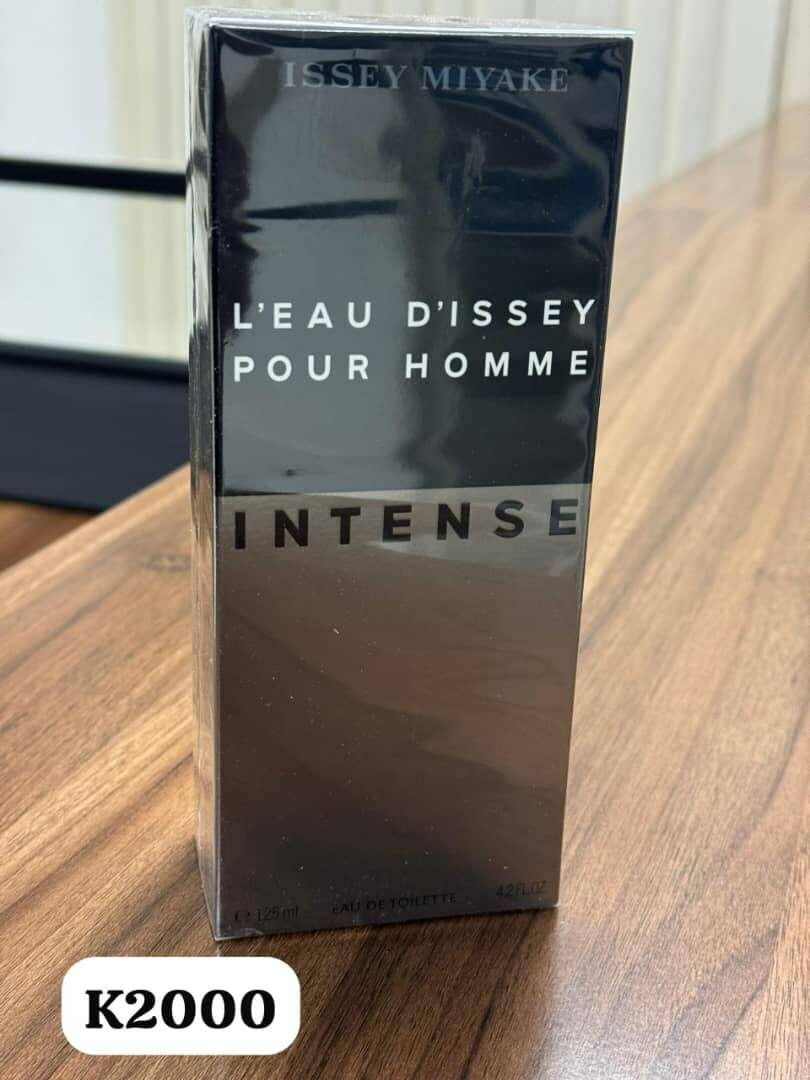 ISSEY MIYAKE
L'EAU D'ISSEY
POUR HOMME
INTENSE
e 125 ml EAU DE TOILETTE 4.2 FL.OZ
K2000